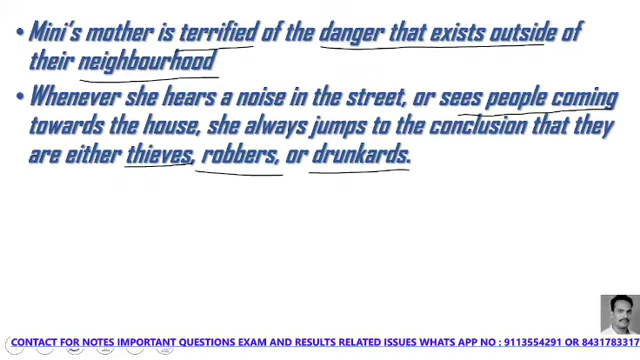 • Mini's mother is terrified of the danger that exists outside of
their neighbourhood
• Whenever she hears a noise in the street, or sees people coming
towards the house, she always jumps to the conclusion that they
are either thieves, robbers, or drunkards.
CONTACT FOR NOTES IMPORTANT QUESTIONS EXAM AND RESULTS RELATED ISSUES WHATS APP NO : 9113554291 OR 8431783317